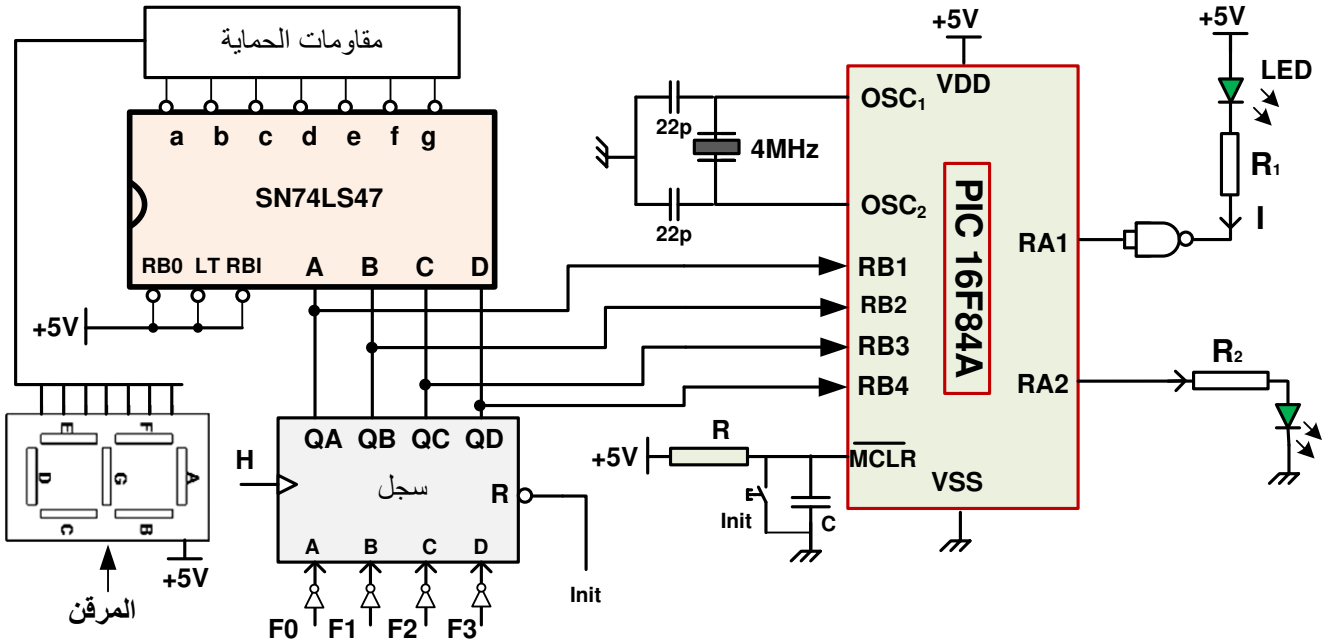 مقاومات الحماية
a b c d e f g
SN74LS47
RB0 LT RBI A B C D
+5V
E F
D G A
C B
+5V
المرقن
QA QB QC QD
H
سجل
R
A B C D
Init
F0 F1 F2 F3
+5V
VDD
OSC1
22p
4MHz
OSC2
22p
RB1
RB2
RB3
RB4
PIC 16F84A
RA1
RA2
MCLR
VSS
+5V
R
Init
C
+5V
LED
R1
I
R2